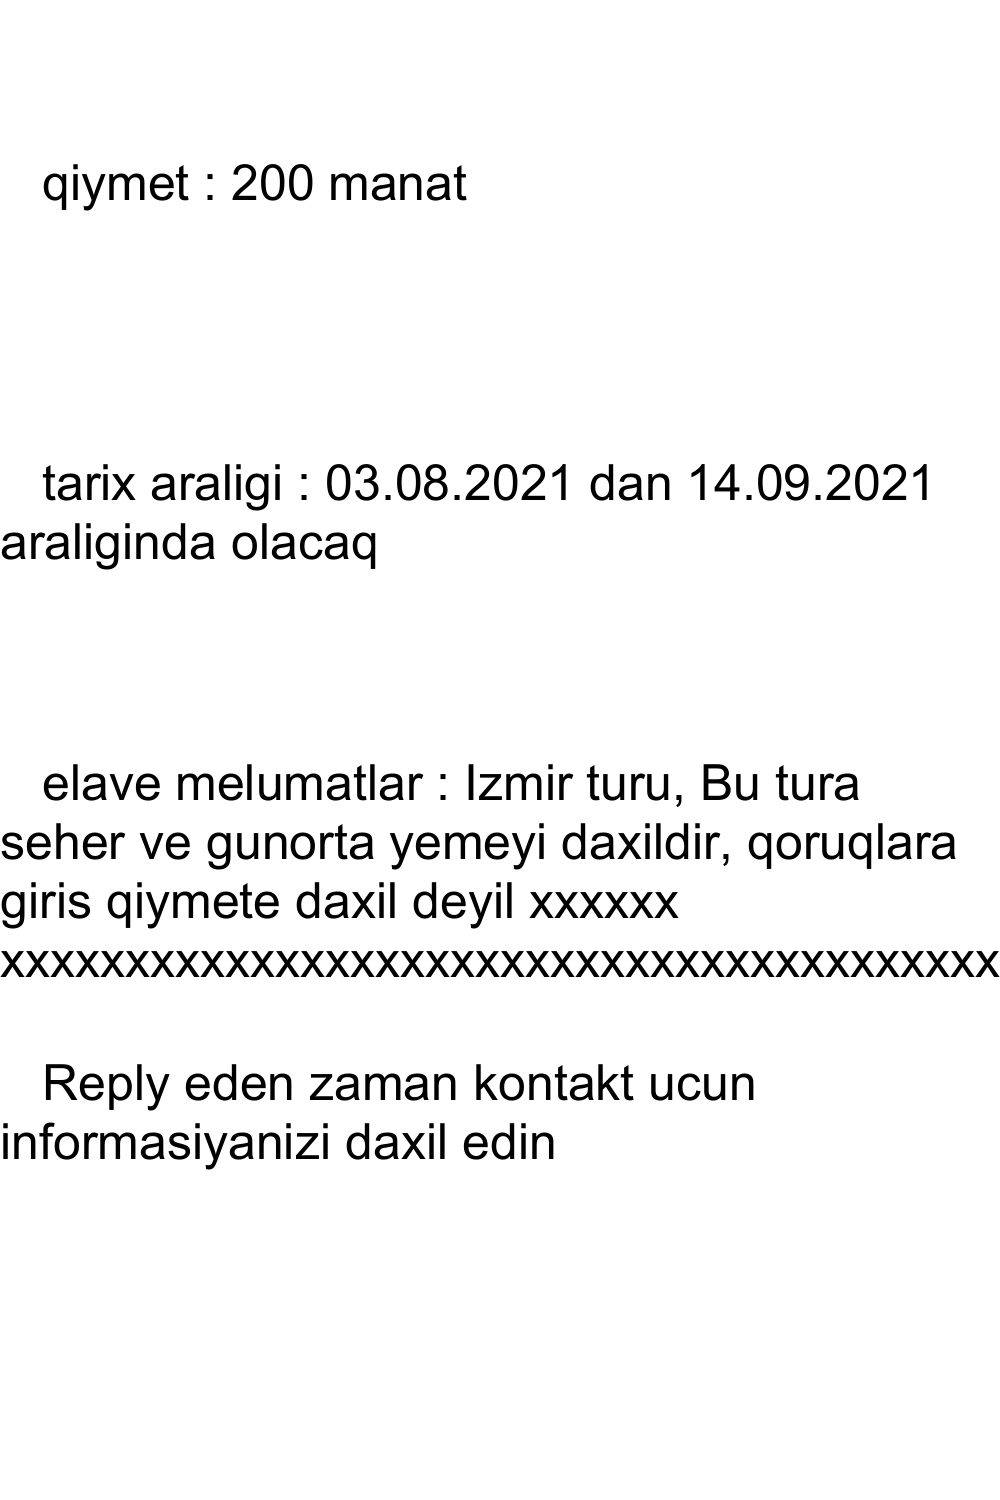 qiymet : 200 manat
tarix araligi : 03.08.2021 dan 14.09.2021
araliginda olacaq
elave melumatlar : Izmir turu, Bu tura
seher ve gunorta yemeyi daxildir, qoruqlara
giris qiymete daxil deyil xxxxxx
xxxxxxxxxxxxxxxxxxxxxxxxxxxxxxxxxxxxxxxx
Reply eden zaman kontakt ucun
informasiyanizi daxil edin